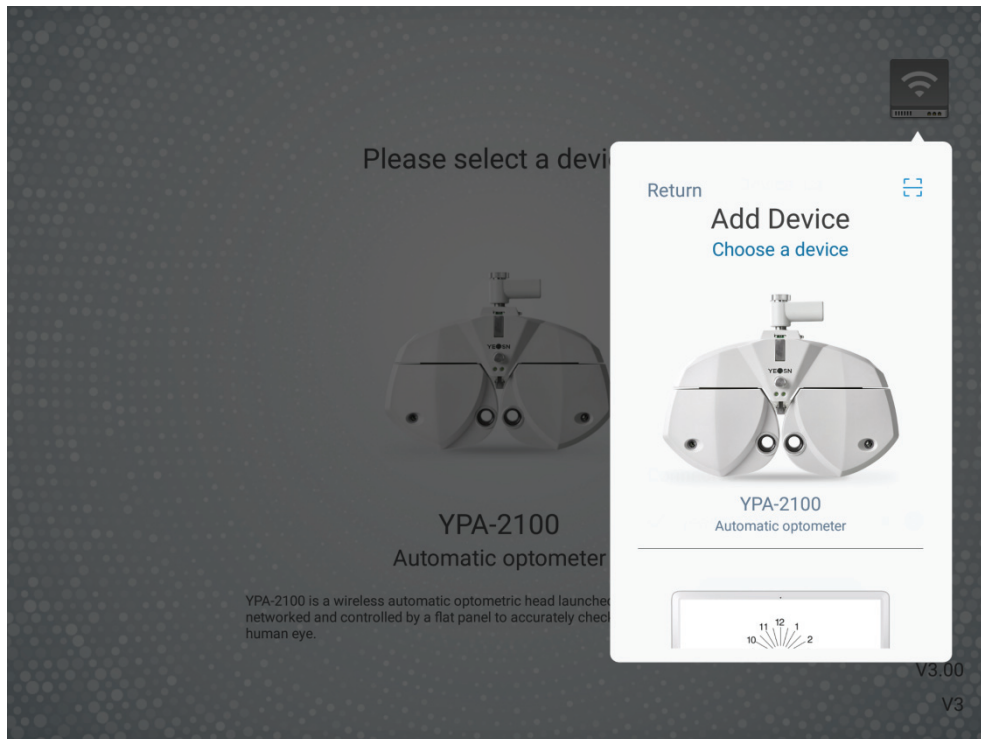 Please select a devi
Return
Add Device
Choose a device
YEOSN
YEOSN
YPA-2100
Automatic optometer
YPA-2100
Automatic optometer
YPA-2100 is a wireless automatic optometric head launched
networked and controlled by a flat panel to accurately check
human eye.
11 12 1
10 2
V3.00
V3